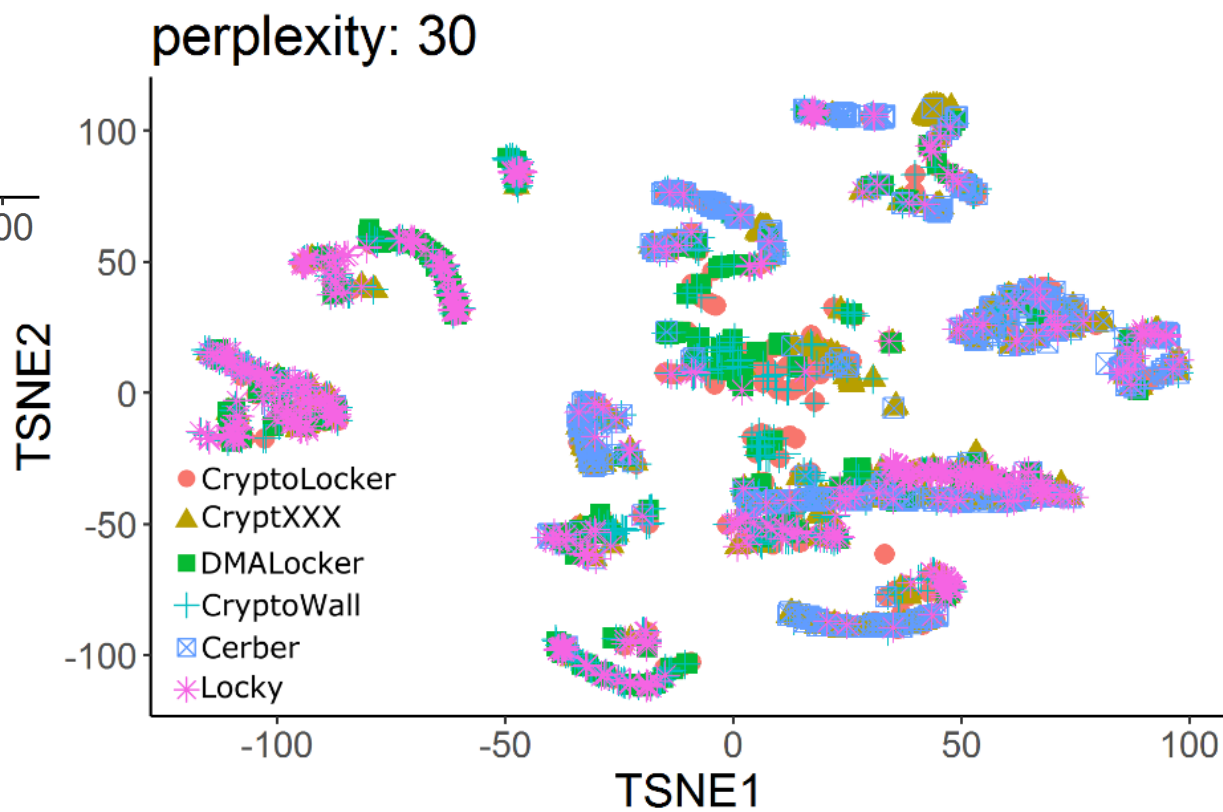 perplexity: 30
100
50
0
-50
-100
00
TSNE2
CryptoLocker
CryptXXX
DMALocker
CryptoWall
Cerber
Locky
-100 -50 0 50 100
TSNE1